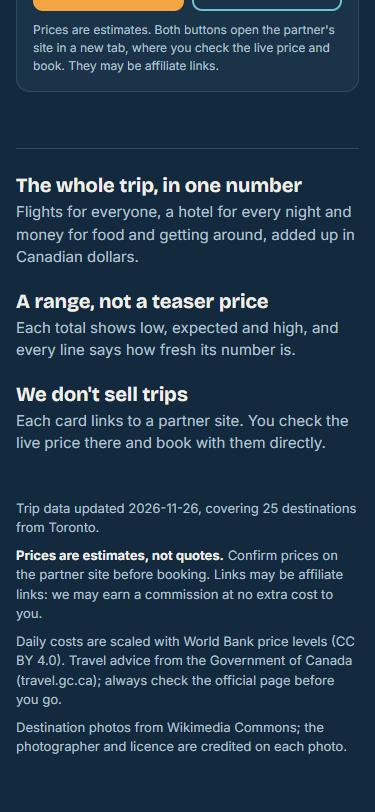 Prices are estimates. Both buttons open the partner's
site in a new tab, where you check the live price and
book. They may be affiliate links.
The whole trip, in one number
Flights for everyone, a hotel for every night and
money for food and getting around, added up in
Canadian dollars.
A range, not a teaser price
Each total shows low, expected and high, and
every line says how fresh its number is.
We don't sell trips
Each card links to a partner site. You check the
live price there and book with them directly.
Trip data updated 2026-11-26, covering 25 destinations
from Toronto.
Prices are estimates, not quotes. Confirm prices on
the partner site before booking. Links may be affiliate
links: we may earn a commission at no extra cost to
you.
Daily costs are scaled with World Bank price levels (CC
BY 4.0). Travel advice from the Government of Canada
(travel.gc.ca); always check the official page before
you go.
Destination photos from Wikimedia Commons; the
photographer and licence are credited on each photo.